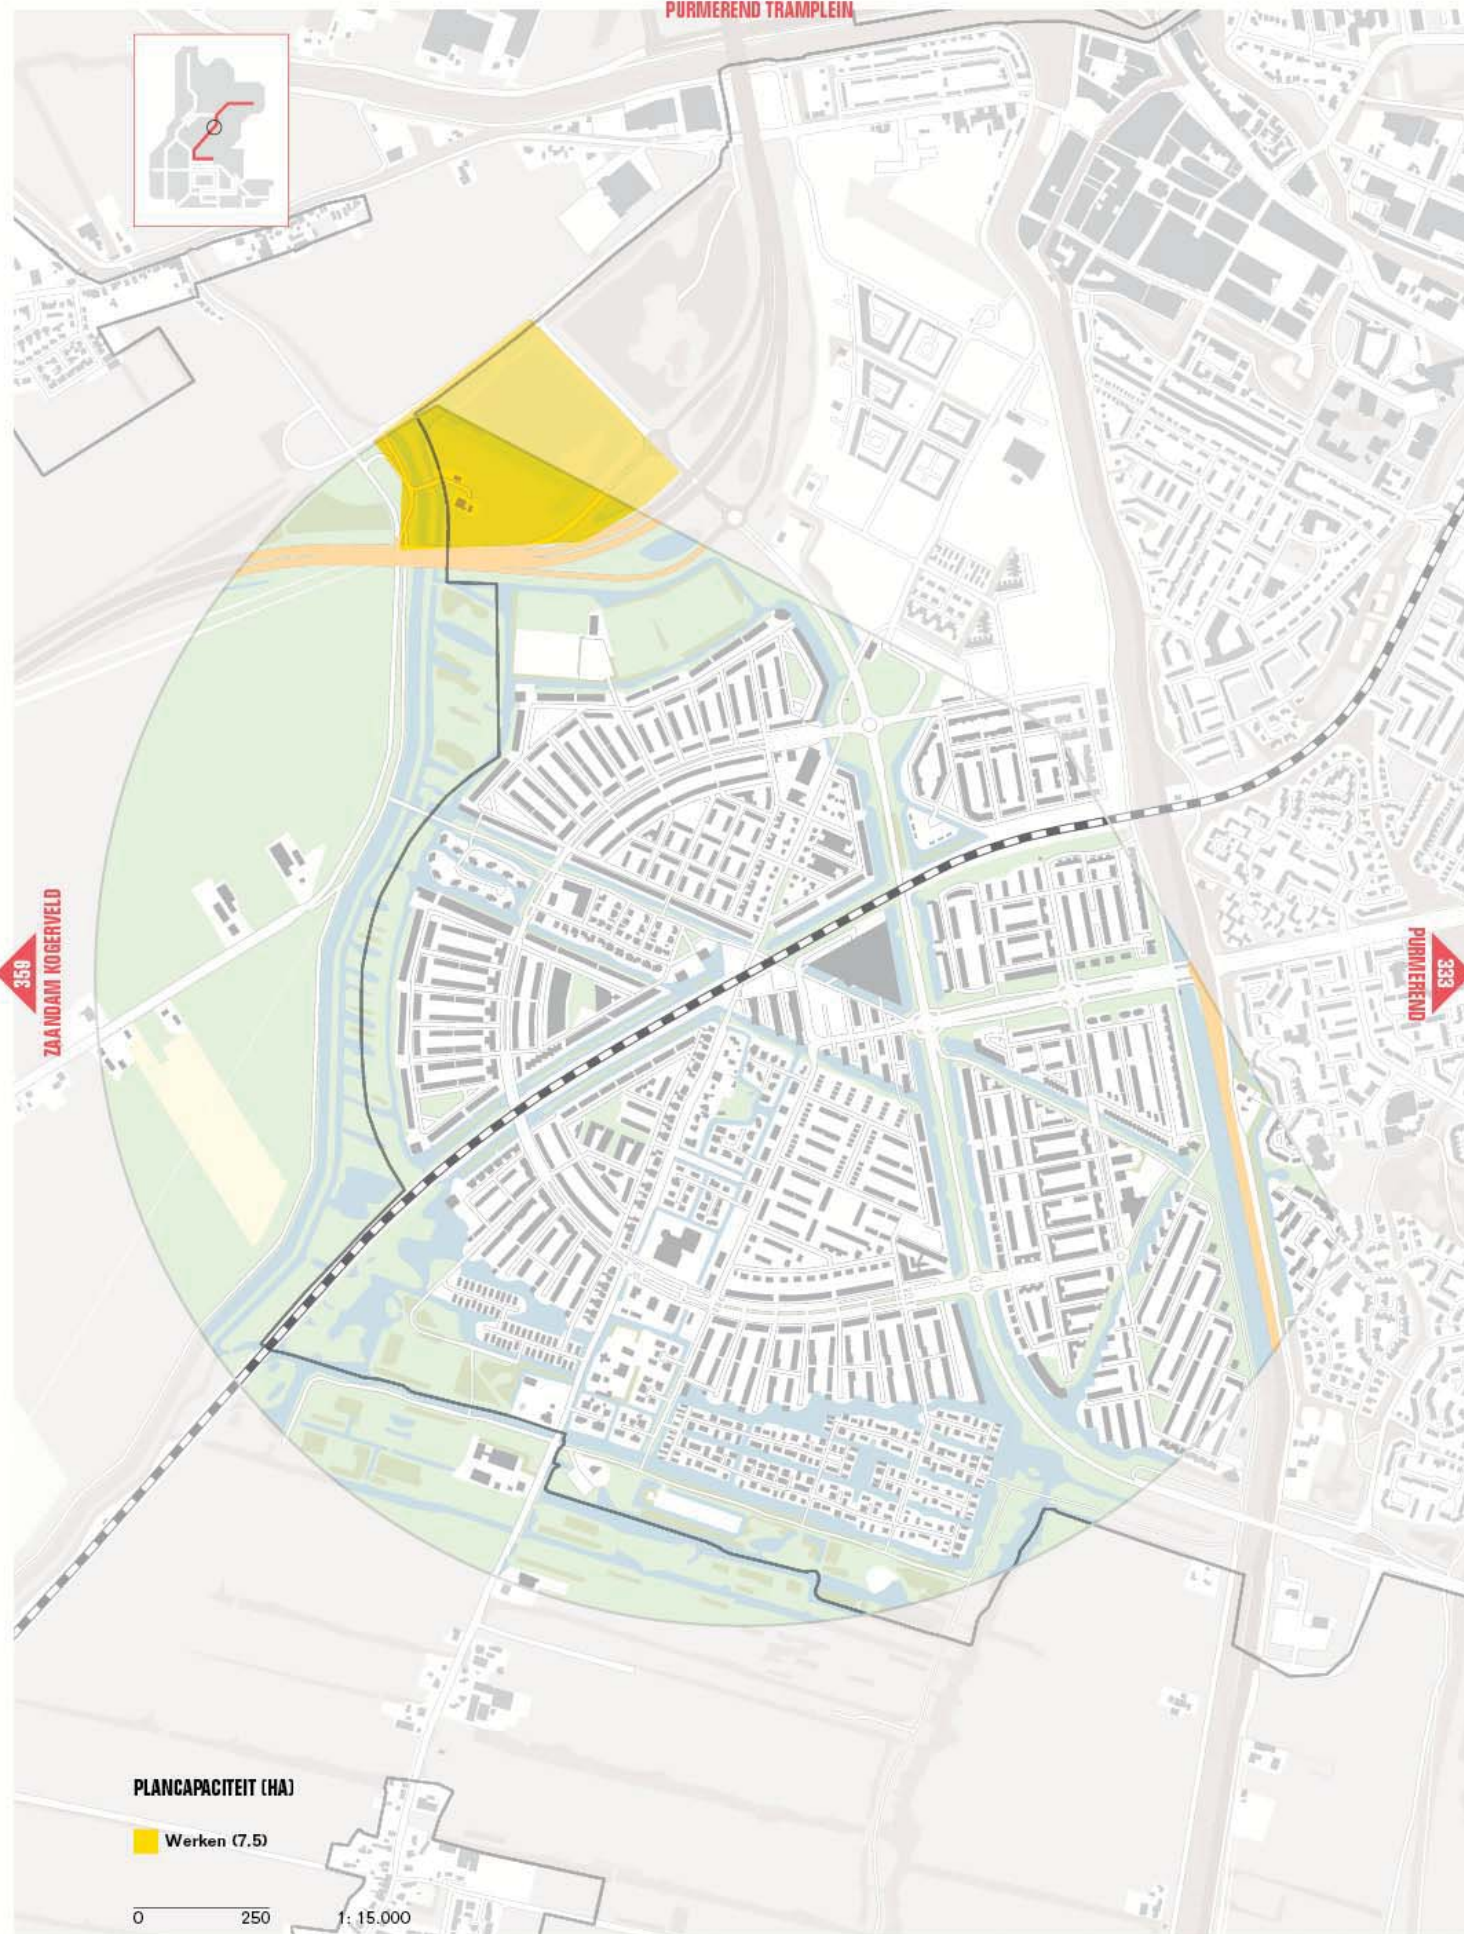 PURMEREND TRAMPLEIN
359
ZAANDAM KOGERVELD
333
PURMEREND
PLANCAPACITEIT (HA)
Werken (7.5)
0 250 1: 15.000